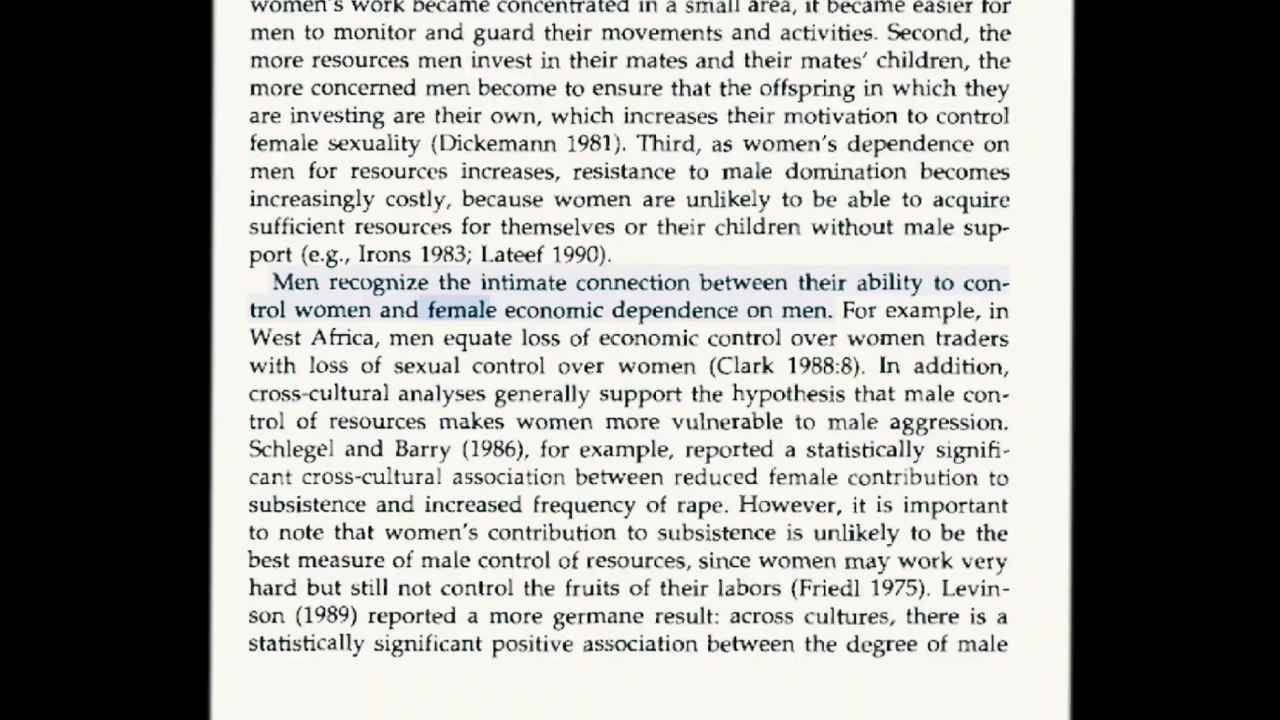 women's work became concentrated in a small area, it became easier for
men to monitor and guard their movements and activities. Second, the
more resources men invest in their mates and their mates' children, the
more concerned men become to ensure that the offspring in which they
are investing are their own, which increases their motivation to control
female sexuality (Dickemann 1981). Third, as women's dependence on
men for resources increases, resistance to male domination becomes
increasingly costly, because women are unlikely to be able to acquire
sufficient resources for themselves or their children without male sup-
port (e.g., Irons 1983; Lateef 1990).
Men recognize the intimate connection between their ability to con-
trol women and female economic dependence on men. For example, in
West Africa, men equate loss of economic control over women traders
with loss of sexual control over women (Clark 1988:8). In addition,
cross-cultural analyses generally support the hypothesis that male con-
trol of resources makes women more vulnerable to male aggression.
Schlegel and Barry (1986), for example, reported a statistically signifi-
cant cross-cultural association between reduced female contribution to
subsistence and increased frequency of rape. However, it is important
to note that women's contribution to subsistence is unlikely to be the
best measure of male control of resources, since women may work very
hard but still not control the fruits of their labors (Friedl 1975). Levin-
son (1989) reported a more germane result: across cultures, there is a
statistically significant positive association between the degree of male